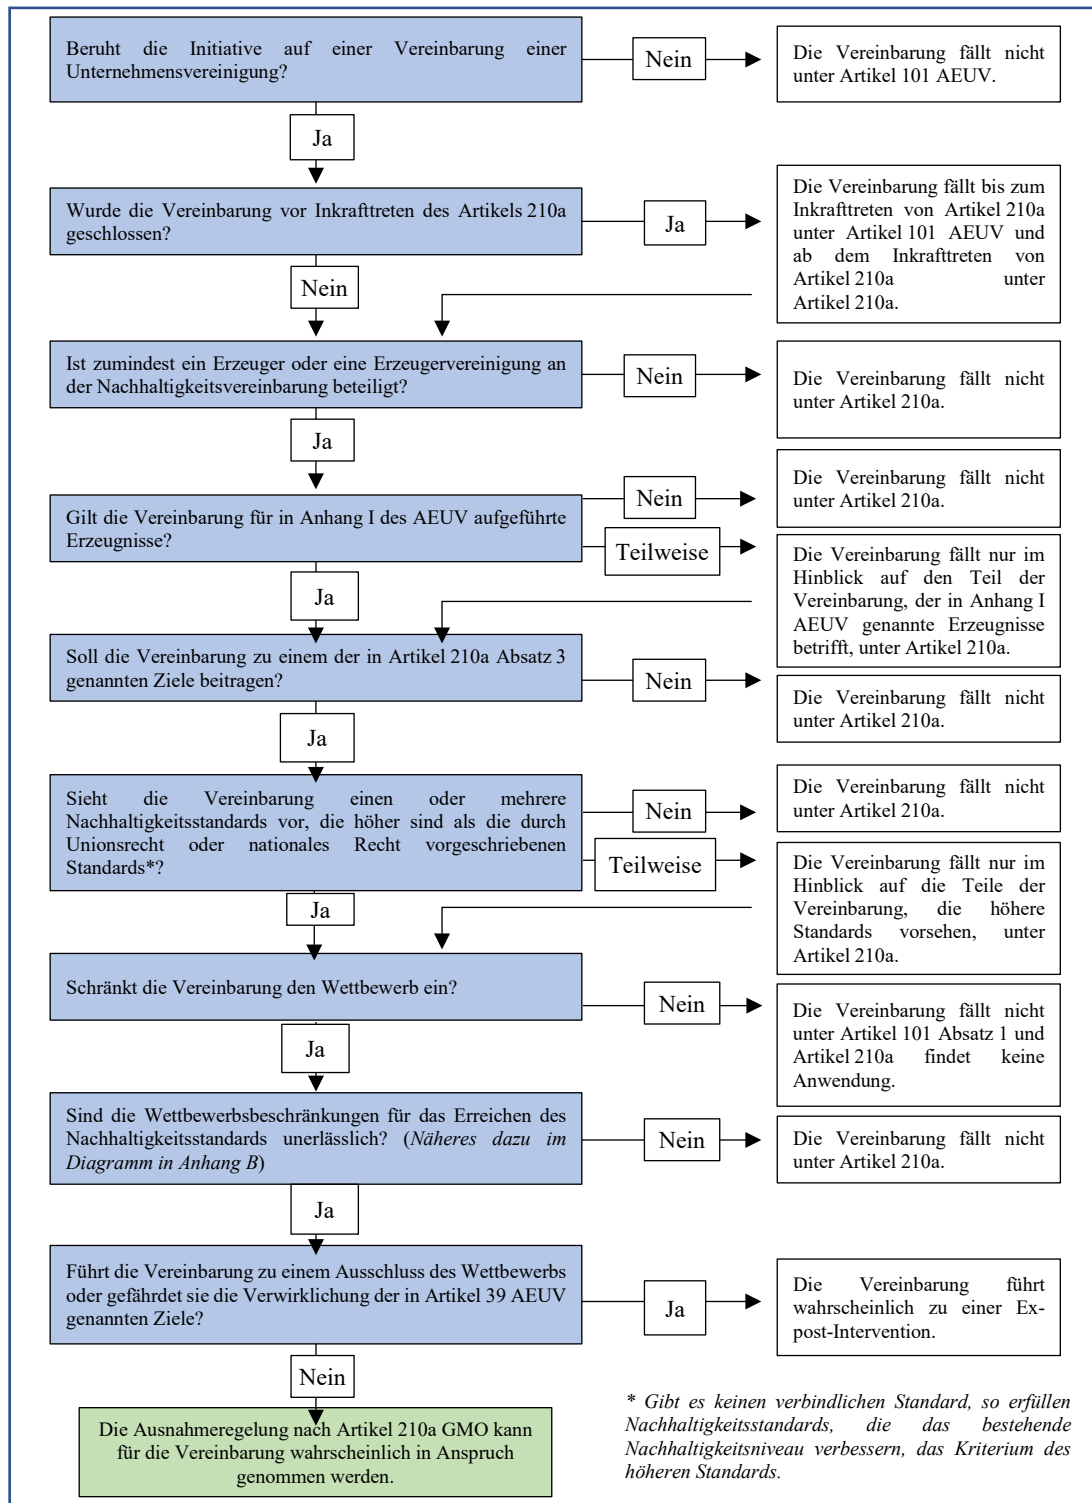 Beruht die Initiative auf einer Vereinbarung einer
Unternehmensvereinigung?
Nein
Die Vereinbarung fällt nicht
unter Artikel 101 AEUV.
Ja
Wurde die Vereinbarung vor Inkrafttreten des Artikels 210a
geschlossen?
Ja
Die Vereinbarung fällt bis zum
Inkrafttreten von Artikel 210a
unter Artikel 101 AEUV und
ab dem Inkrafttreten von
Artikel 210a unter
Artikel 210a.
Nein
Ist zumindest ein Erzeuger oder eine Erzeugervereinigung an
der Nachhaltigkeitsvereinbarung beteiligt?
Nein
Die Vereinbarung fällt nicht
unter Artikel 210a.
Ja
Gilt die Vereinbarung für in Anhang I des AEUV aufgeführte
Erzeugnisse?
Nein
Die Vereinbarung fällt nicht
unter Artikel 210a.
Teilweise
Die Vereinbarung fällt nur im
Hinblick auf den Teil der
Vereinbarung, der in Anhang I
AEUV genannte Erzeugnisse
betrifft, unter Artikel 210a.
Ja
Soll die Vereinbarung zu einem der in Artikel 210a Absatz 3
genannten Ziele beitragen?
Nein
Die Vereinbarung fällt nicht
unter Artikel 210a.
Ja
Sieht die Vereinbarung einen oder mehrere
Nachhaltigkeitsstandards vor, die höher sind als die durch
Unionsrecht oder nationales Recht vorgeschriebenen
Standards*?
Nein
Die Vereinbarung fällt nicht
unter Artikel 210a.
Teilweise
Die Vereinbarung fällt nur im
Hinblick auf die Teile der
Vereinbarung, die höhere
Standards vorsehen, unter
Artikel 210a.
Ja
Schränkt die Vereinbarung den Wettbewerb ein?
Nein
Die Vereinbarung fällt nicht
unter Artikel 101 Absatz 1 und
Artikel 210a findet keine
Anwendung.
Ja
Sind die Wettbewerbsbeschränkungen für das Erreichen des
Nachhaltigkeitsstandards unerlässlich? (Näheres dazu im
Diagramm in Anhang B)
Nein
Die Vereinbarung fällt nicht
unter Artikel 210a.
Ja
Führt die Vereinbarung zu einem Ausschluss des Wettbewerbs
oder gefährdet sie die Verwirklichung der in Artikel 39 AEUV
genannten Ziele?
Ja
Die Vereinbarung führt
wahrscheinlich zu einer Ex-
post-Intervention.
Nein
Die Ausnahmeregelung nach Artikel 210a GMO kann
für die Vereinbarung wahrscheinlich in Anspruch
genommen werden.
* Gibt es keinen verbindlichen Standard, so erfüllen
Nachhaltigkeitsstandards, die das bestehende
Nachhaltigkeitsniveau verbessern, das Kriterium des
höheren Standards.